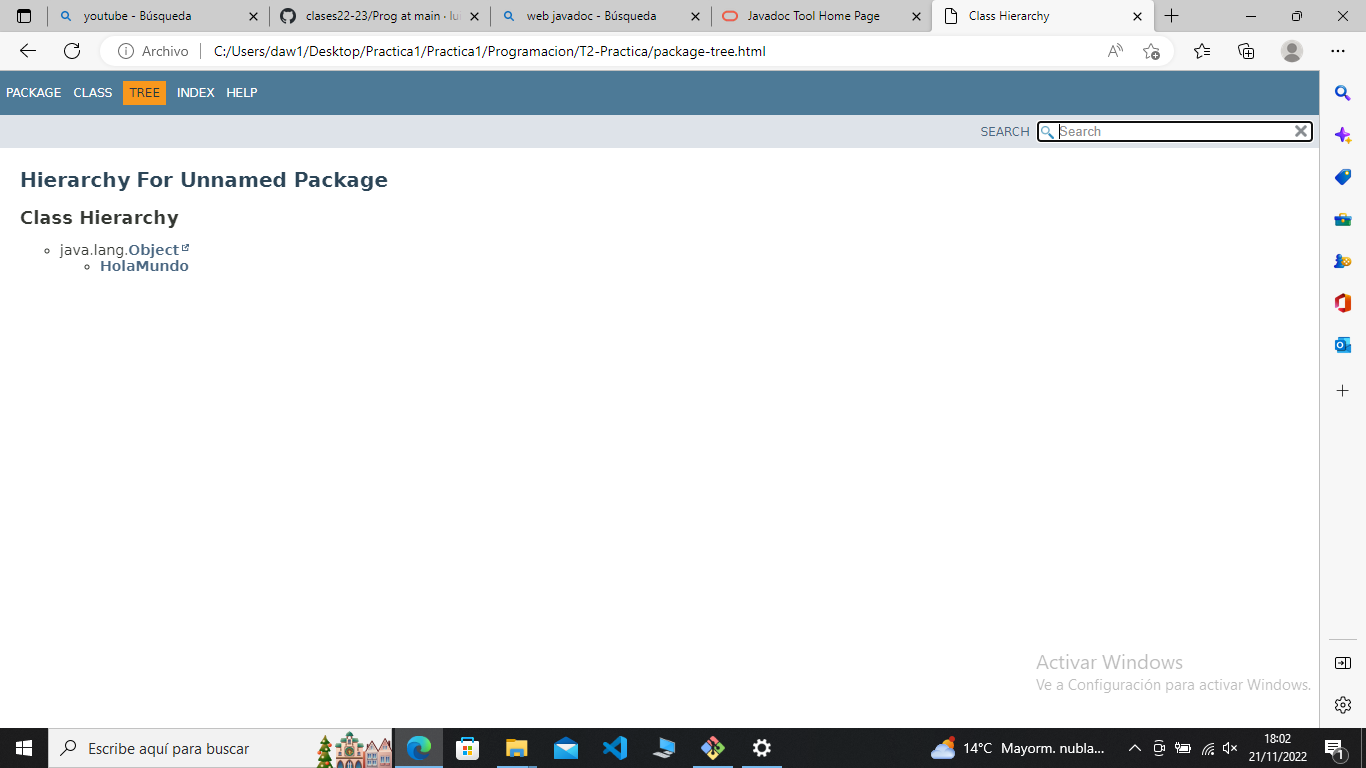 youtube - Búsqueda
clases22-23/Prog at main · lu
web javadoc - Búsqueda
Javadoc Tool Home Page
Class Hierarchy
Archivo
C:/Users/daw1/Desktop/Practica1/Practica1/Programacion/T2-Practica/package-tree.html
PACKAGE CLASS TREE INDEX HELP
SEARCH Search
Hierarchy For Unnamed Package
Class Hierarchy
java.lang.Object
HolaMundo
Activar Windows
Ve a Configuración para activar Windows.
Escribe aquí para buscar
14°C Mayorm. nubla...
18:02
21/11/2022
1